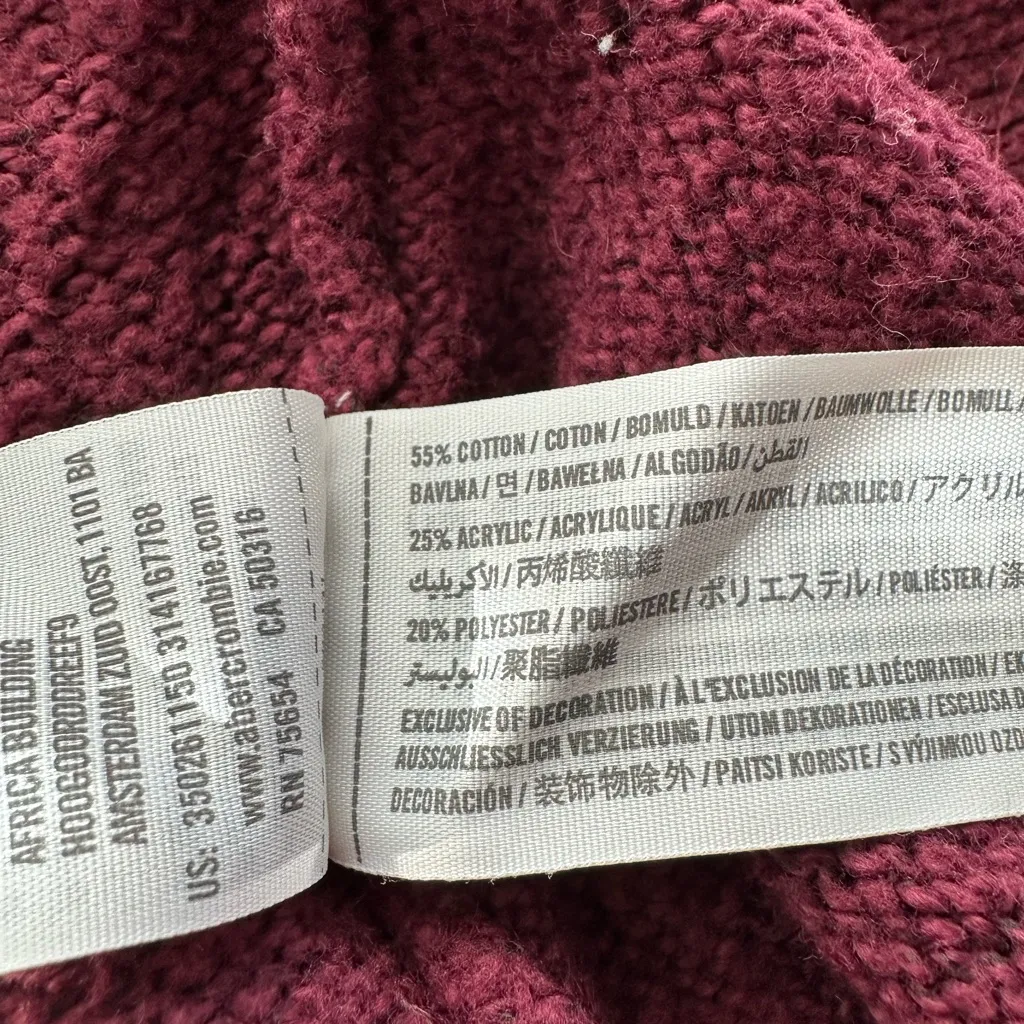 AFRICA BUILDING
HOOGOORDDREEF9
AMSTERDAM ZUID OOST, 1101 BA
US: 3502611150 314167768
www.abercrombie.com
RN 75654 CA 50316
55% COTTON / COTON / BOMULD / KATOEN / BAUMWOLLE / BOMULL /
BAVLNA / 면 / BAWEŁNA / ALGODÃO / القطن
25% ACRYLIC / ACRYLIQUE / ACRYL / AKRYL / ACRILICO / アクリル
الأكريليك / 丙烯酸纖維
20% POLYESTER / POLIESTERE / ポリエステル / POLIÉSTER / 涤
البوليستر / 聚脂纖維
EXCLUSIVE OF DECORATION / À L'EXCLUSION DE LA DÉCORATION / EK
AUSSCHLIESSLICH VERZIERUNG / UTOM DEKORATIONEN / ESCLUSA D
DECORACIÓN / 装饰物除外 / PAITSI KORISTE / S VÝJIMKOU OZD